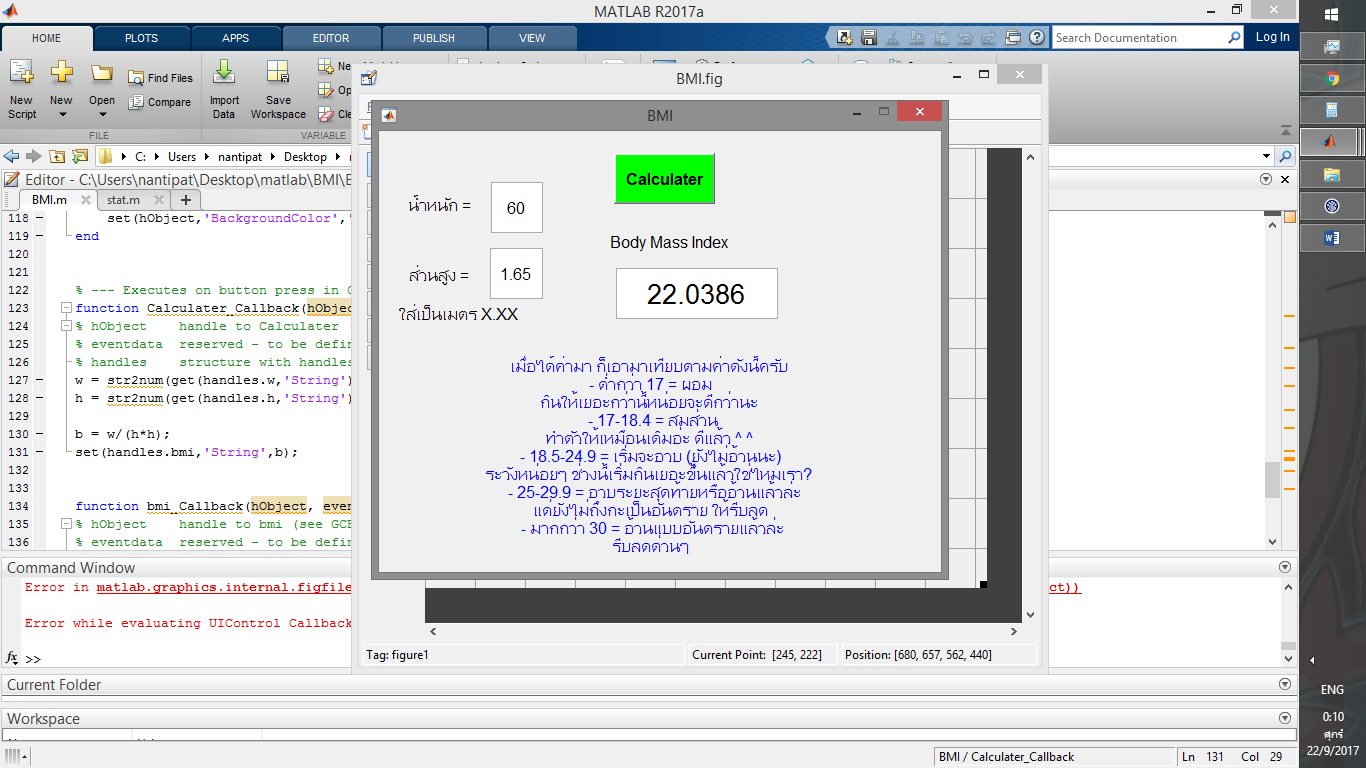 MATLAB R2017a
HOME PLOTS APPS EDITOR PUBLISH VIEW
Search Documentation
Log In
New Script
New
Open
Find Files
Compare
Import Data
Save Workspace
FILE
VARIABLE
C: Users nantipat Desktop
Editor - C:\Users\nantipat\Desktop\matlab\BMI\B
BMI.m stat.m
118 set(hObject,'BackgroundColor','
119 end
120
121
122 % --- Executes on button press in C
123 function Calculater_Callback(hObjec
124 % hObject handle to Calculater
125 % eventdata reserved - to be defin
126 % handles structure with handles
127 w = str2num(get(handles.w,'String')
128 h = str2num(get(handles.h,'String')
129
130 b = w/(h*h);
131 set(handles.bmi,'String',b);
132
133
134 function bmi_Callback(hObject, even
135 % hObject handle to bmi (see GCB
136 % eventdata reserved - to be defin
BMI.fig
BMI
Calculater
น้ำหนัก =
60
Body Mass Index
ส่วนสูง =
1.65
22.0386
ใส่เป็นเมตร X.XX
เมื่อได้ค่ามา ก็เอามาเทียบตามค่าดังนี้ครับ
- ต่ำกว่า 17 = ผอม
กินให้เยอะกว่านี้หน่อยจะดีกว่านะ
- 17-18.4 = สมส่วน
ทำตัวให้เหมือนเดิมอ่ะ ดีแล้ว ^ ^
- 18.5-24.9 = เริ่มจะอวบ (ยังไม่อ้วนนะ)
ระวังหน่อยๆ ช่วงนี้เริ่มกินเยอะขึ้นแล้วใช่ไหมเรา?
- 25-29.9 = อวบระยะสุดท้ายหรืออ้วนแล้วล่ะ
แต่ยังไม่ถึงกะเป็นอันตราย ให้รีบลด
- มากกว่า 30 = อ้วนแบบอันตรายแล้วล่ะ
รีบลดด่วนๆ
Command Window
Error in matlab.graphics.internal.figfile
ct))
Error while evaluating UIControl Callback
fx >>
Tag: figure1
Current Point: [245, 222]
Position: [680, 657, 562, 440]
Current Folder
Workspace
BMI / Calculater_Callback
Ln 131 Col 29
ENG
0:10
ศุกร์
22/9/2017